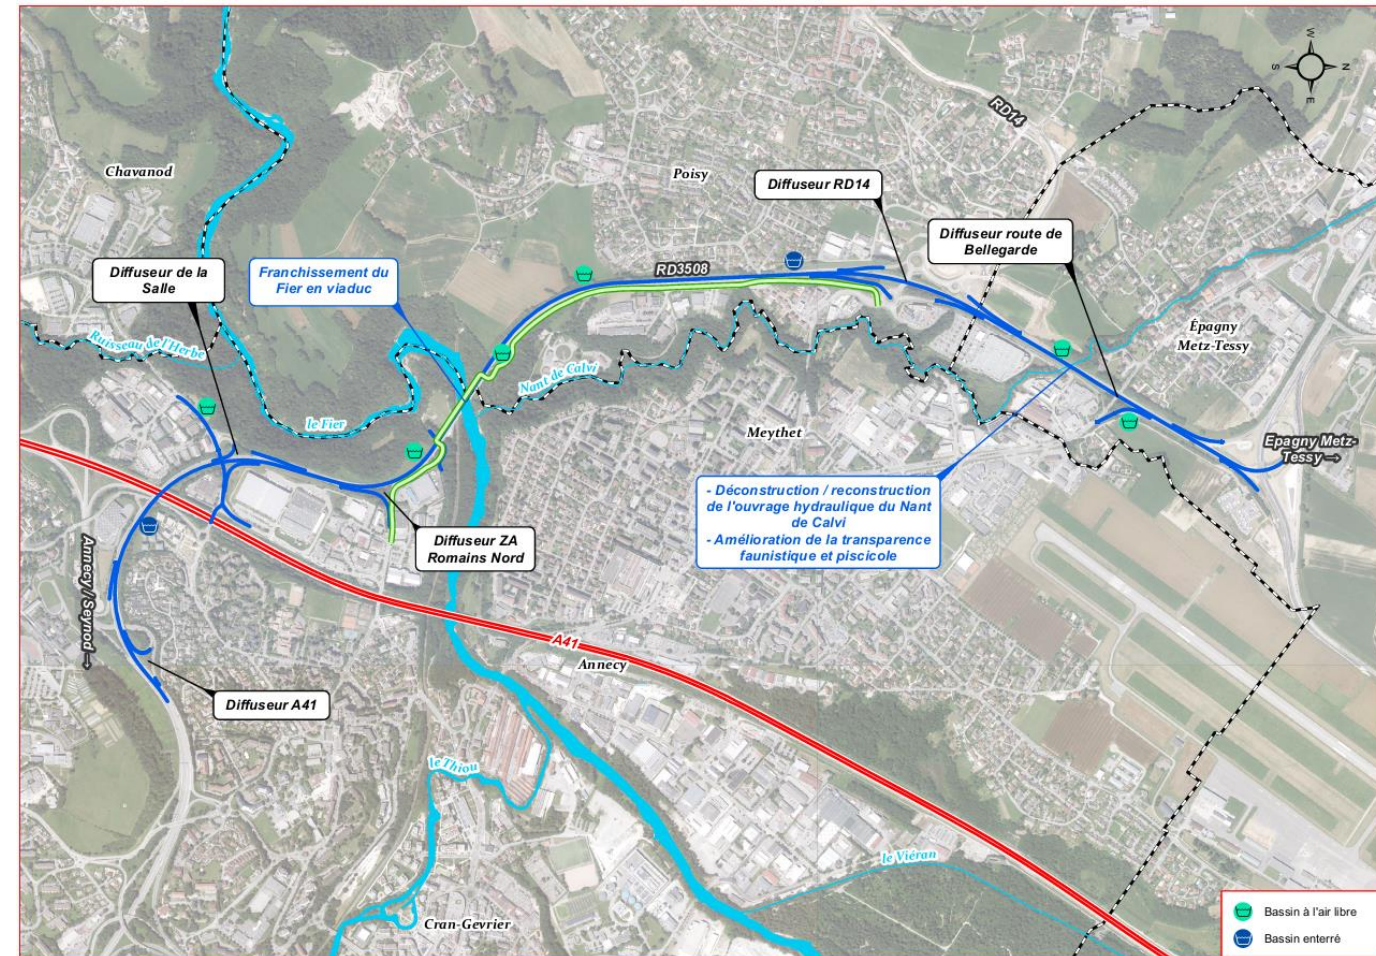 W
S
N
E
RD14
Chavanod
Poisy
Diffuseur RD14
Diffuseur route de
Bellegarde
Diffuseur de la
Salle
Franchissement du
Fier en viaduc
RD3508
Épagny
Metz-Tessy
Ruisseau de l'Herbe
Nant de Calvi
le Fier
Meythet
Epagny Metz-
Tessy →
- Déconstruction / reconstruction
de l'ouvrage hydraulique du Nant
de Calvi
- Amélioration de la transparence
faunistique et piscicole
Diffuseur ZA
Romains Nord
Annecy / Seynod →
A41
Annecy
Diffuseur A41
le Thiou
le Viéran
Cran-Gevrier
Bassin à l'air libre
Bassin enterré